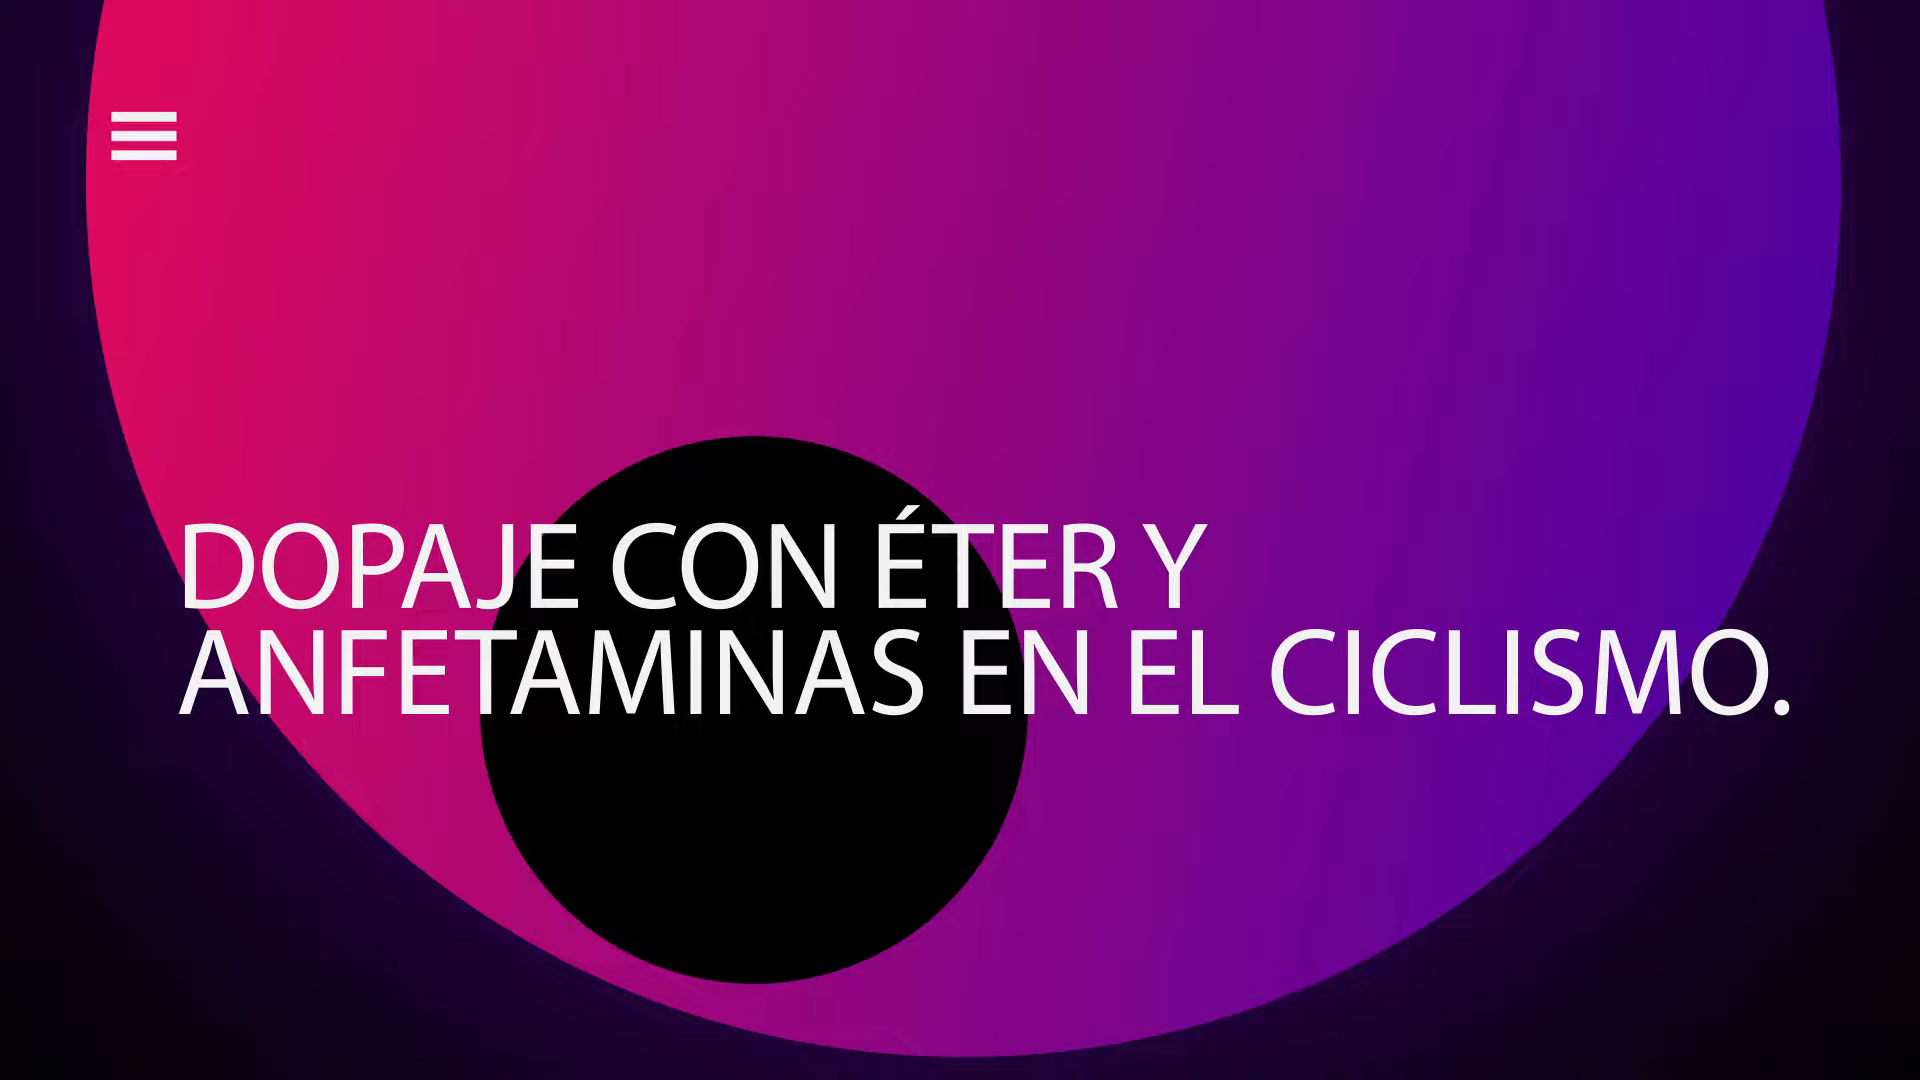 DOPAJE CON ÉTER Y
ANFETAMINAS EN EL CICLISMO.